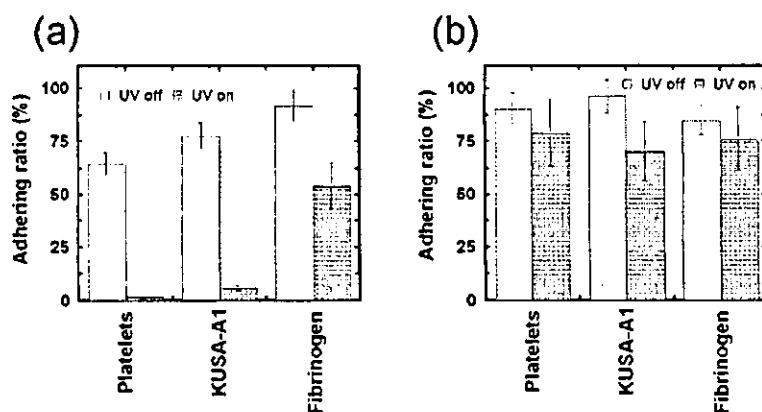 (a)
(b)
Adhering ratio (%)
100
75
50
25
0
UV off UV on
Platelets
KUSA-A1
Fibrinogen
Adhering ratio (%)
100
75
50
25
0
UV off UV on
Platelets
KUSA-A1
Fibrinogen